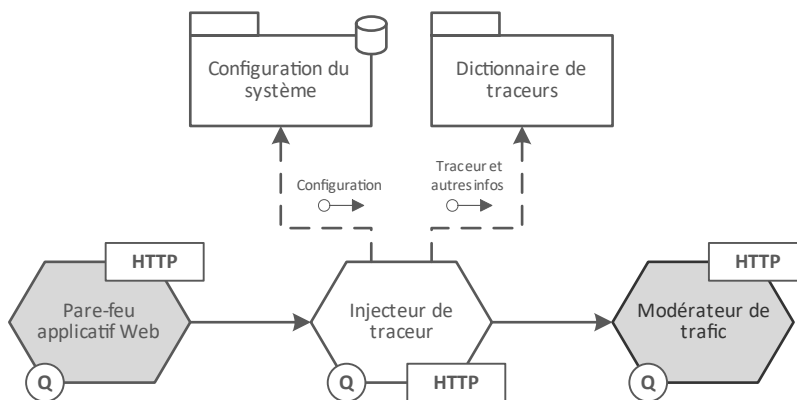 Configuration du
système
Dictionnaire de
traceurs
Configuration
Traceur et
autres infos
HTTP
Pare-feu
applicatif Web
Q
Injecteur de
traceur
Q
HTTP
HTTP
Modérateur de
trafic
Q